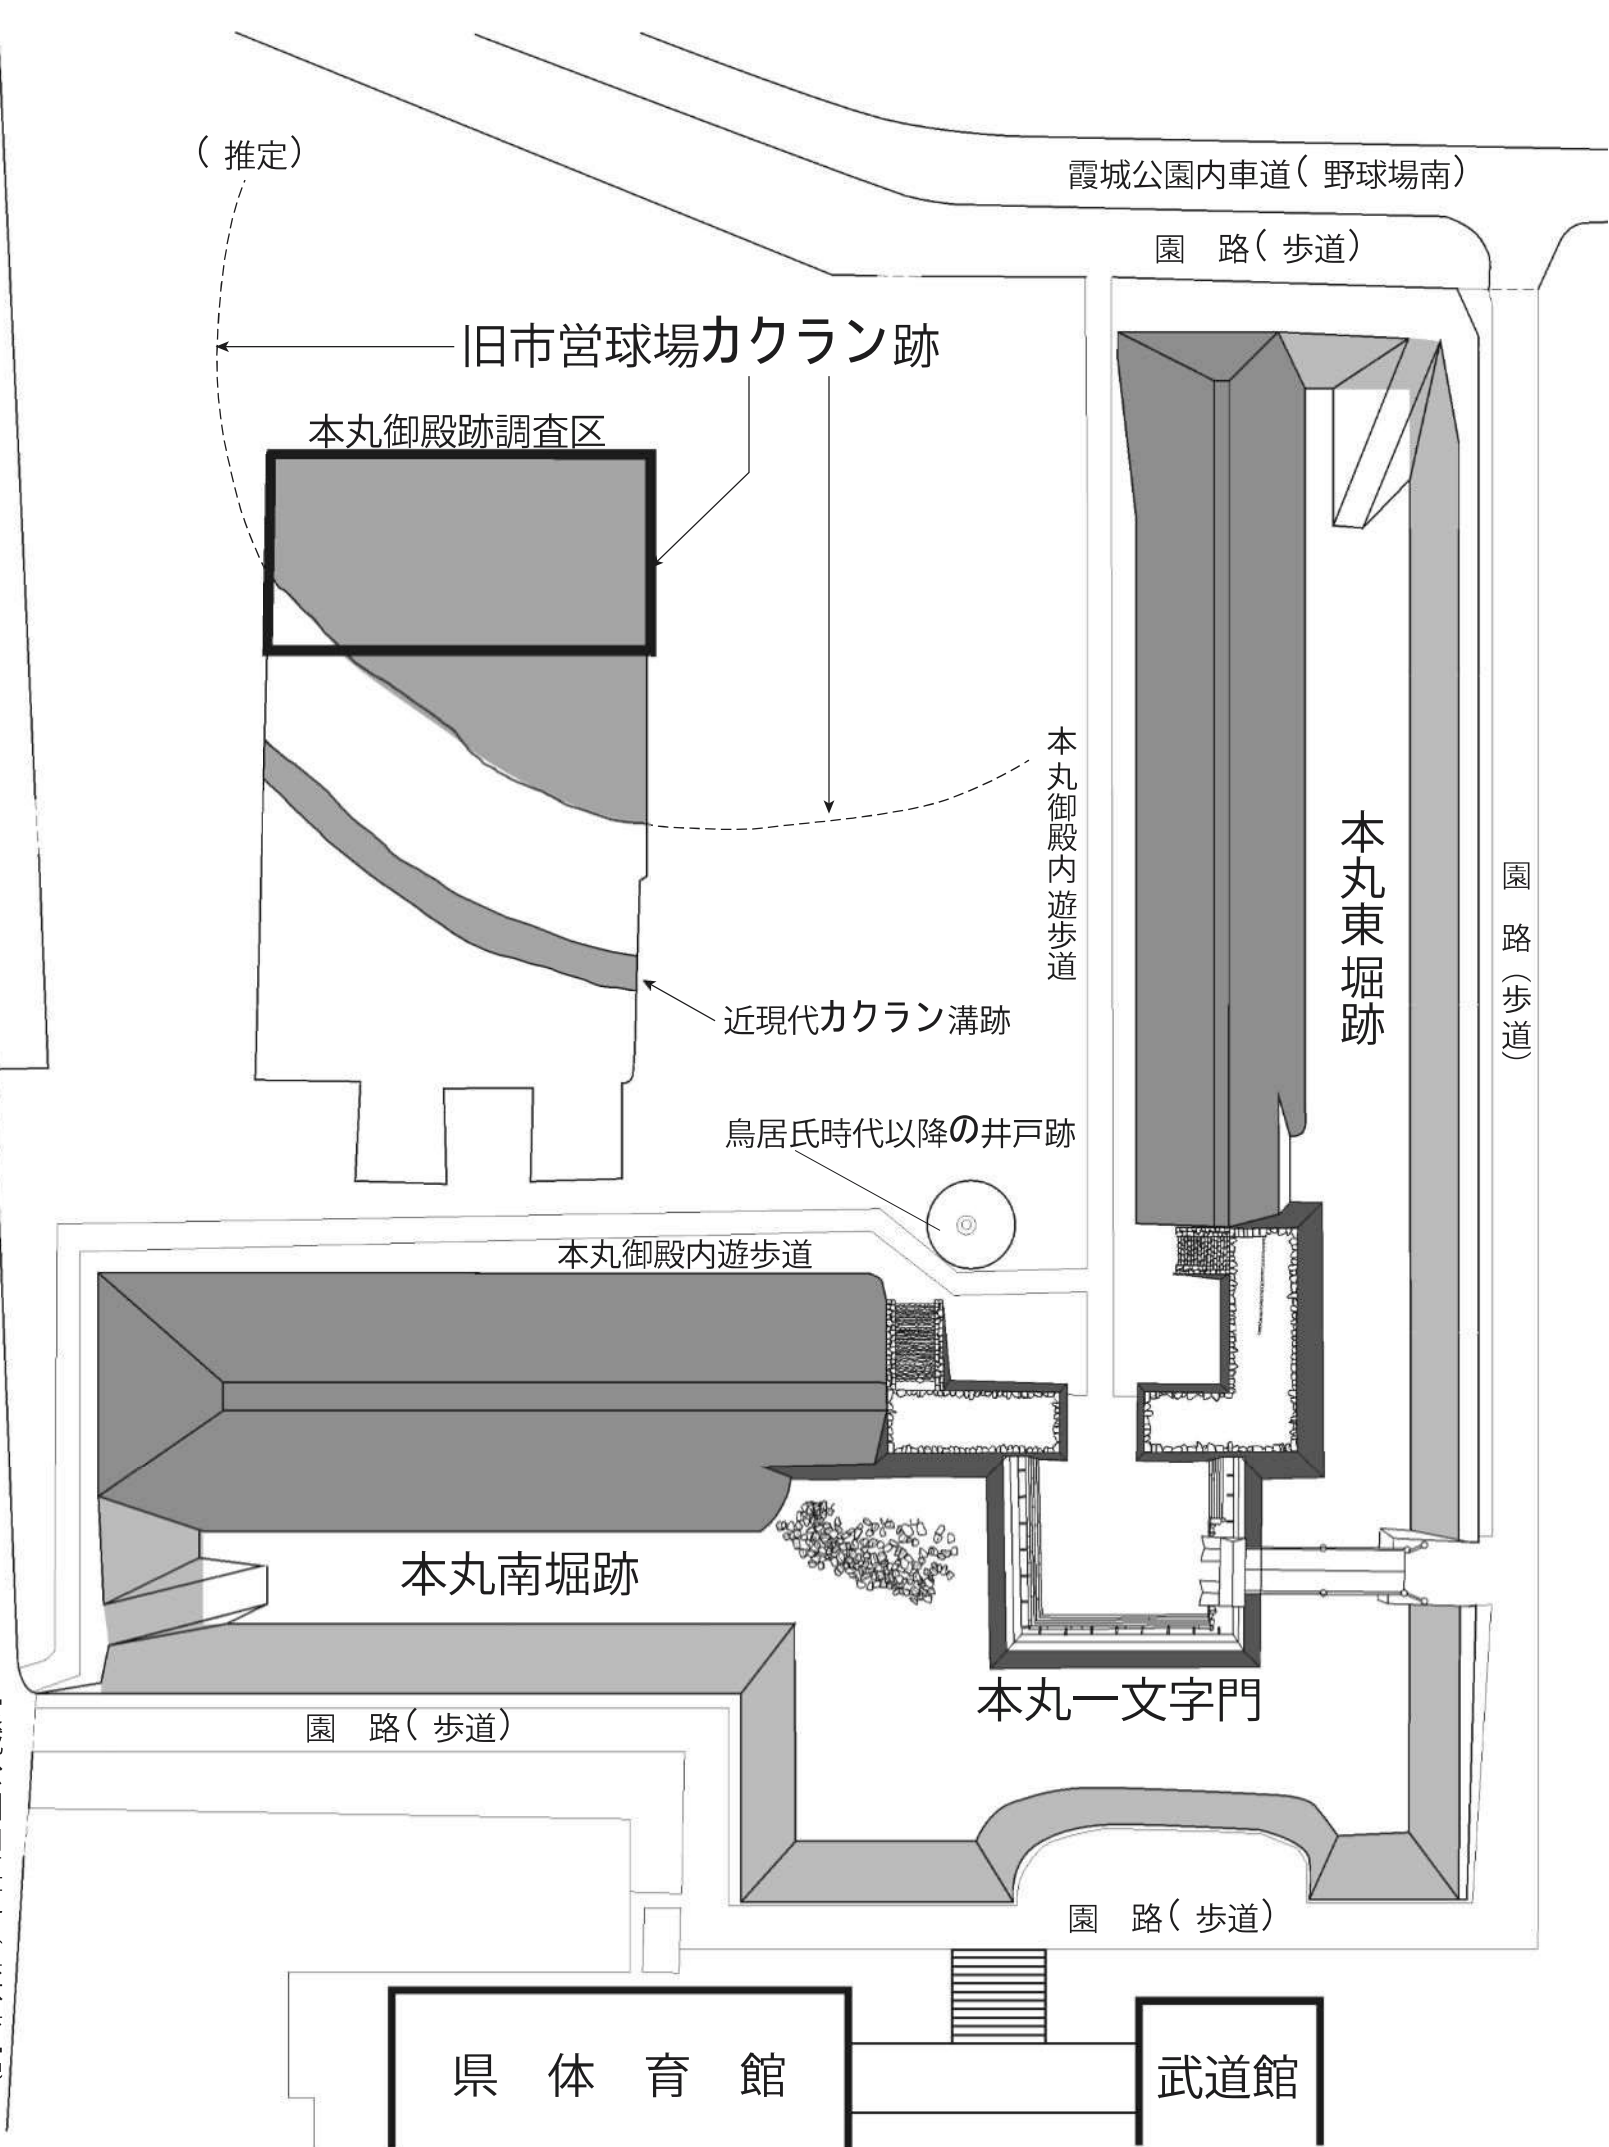 (推定)
霞城公園内車道(野球場南)
園 路(歩道)
旧市営球場カクラン跡
本丸御殿跡調査区
本丸御殿内遊歩道
本丸東堀跡
園 路(歩道)
近現代カクラン溝跡
鳥居氏時代以降の井戸跡
本丸御殿内遊歩道
本丸南堀跡
本丸一文字門
園 路(歩道)
園 路(歩道)
県体育館
武道館